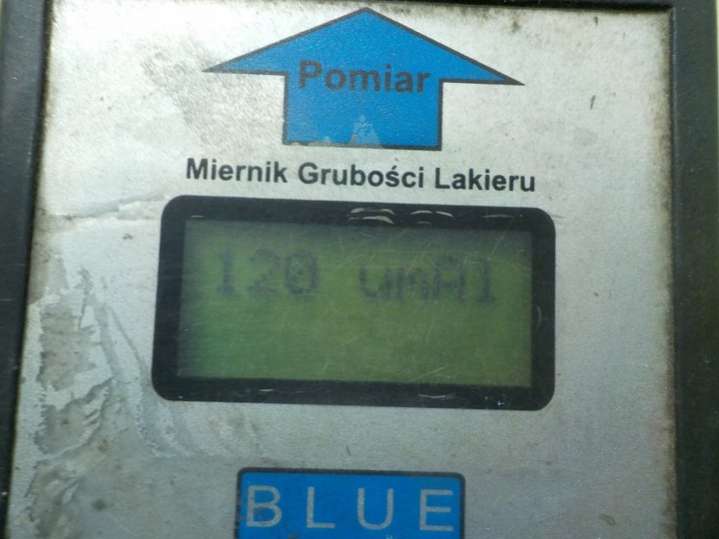 Pomiar
Miernik Grubości Lakieru
120 umAl
BLUE